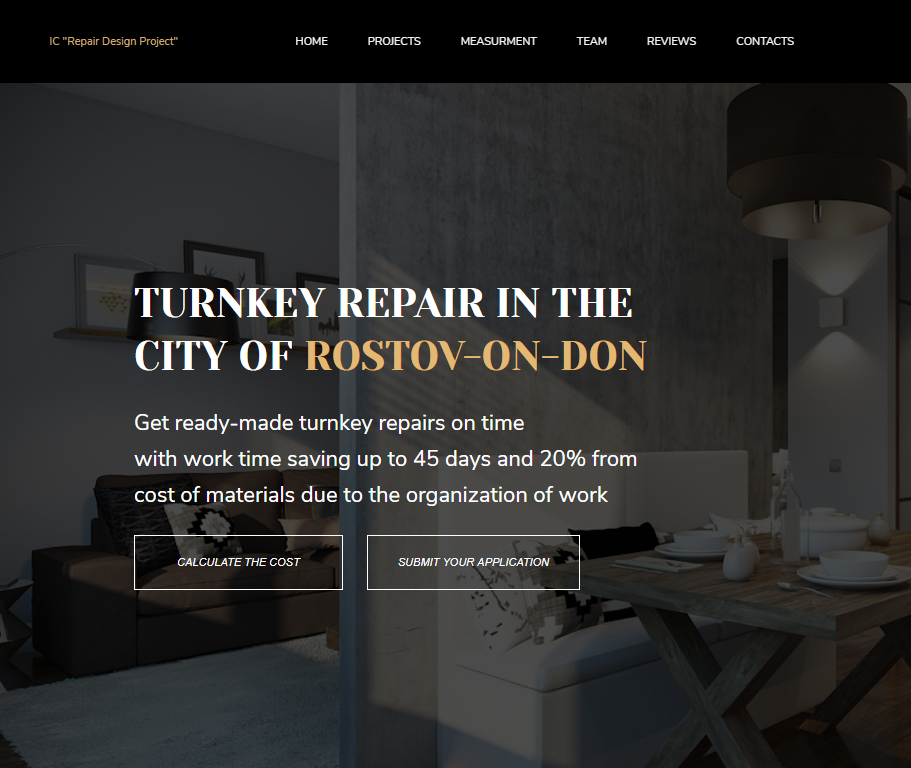 IC "Repair Design Project"
HOME PROJECTS MEASURMENT TEAM REVIEWS CONTACTS
TURNKEY REPAIR IN THE
CITY OF ROSTOV-ON-DON
Get ready-made turnkey repairs on time
with work time saving up to 45 days and 20% from
cost of materials due to the organization of work
CALCULATE THE COST SUBMIT YOUR APPLICATION